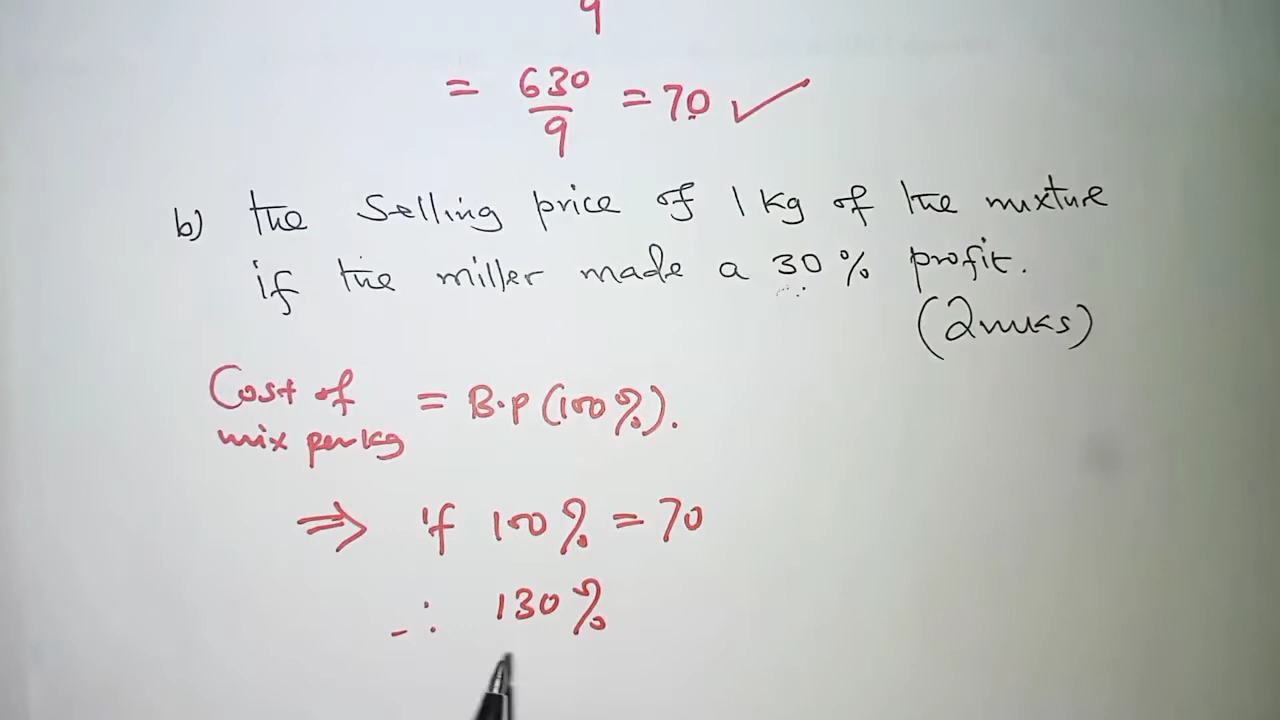 9
= 630/9 = 70 ✓
b) the selling price of 1 kg of the mixture
if the miller made a 30% profit.
(2mks)
Cost of mix per kg = B.P (100%).
⇒ if 100% = 70
∴ 130%